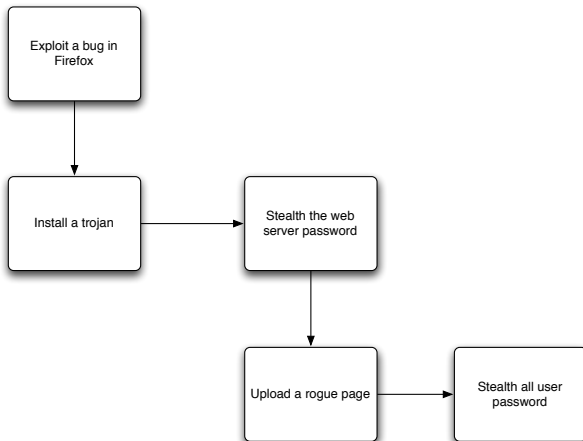 Exploit a bug in
Firefox
Install a trojan
Stealth the web
server password
Upload a rogue page
Stealth all user
password